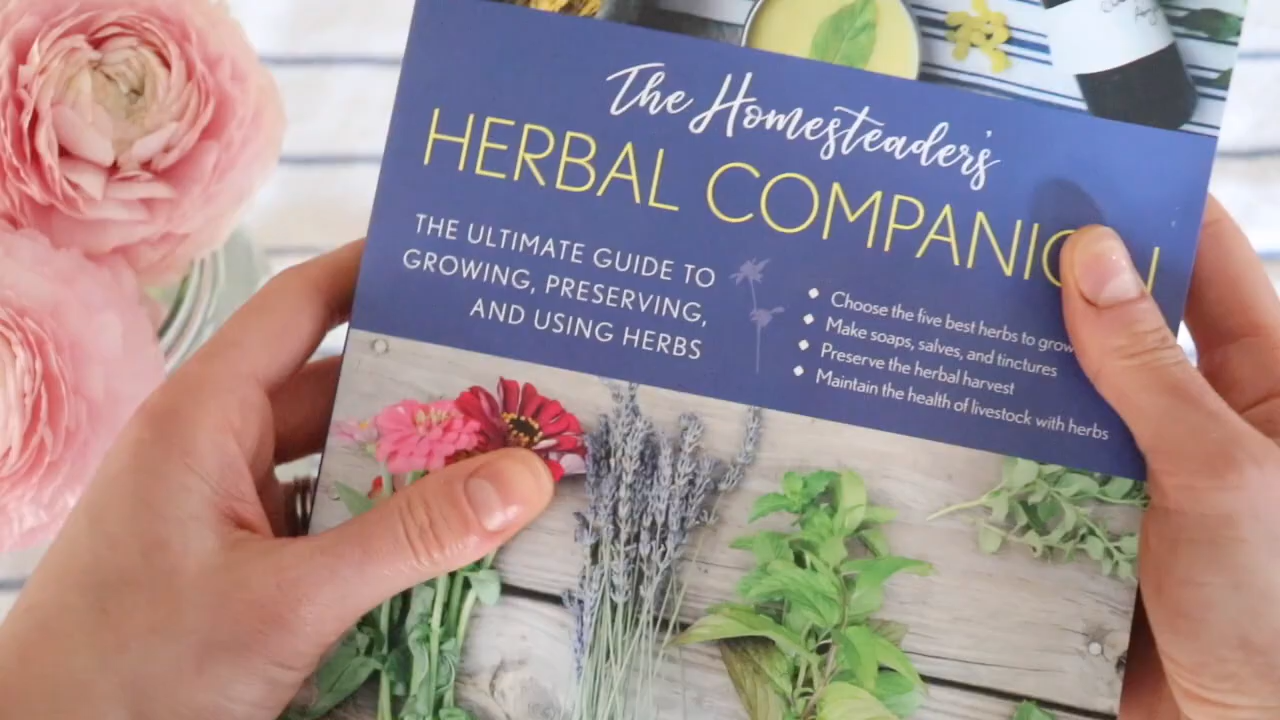 The Homesteader's
HERBAL COMPANION
THE ULTIMATE GUIDE TO
GROWING, PRESERVING,
AND USING HERBS
Choose the five best herbs to grow
Make soaps, salves, and tinctures
Preserve the herbal harvest
Maintain the health of livestock with herbs